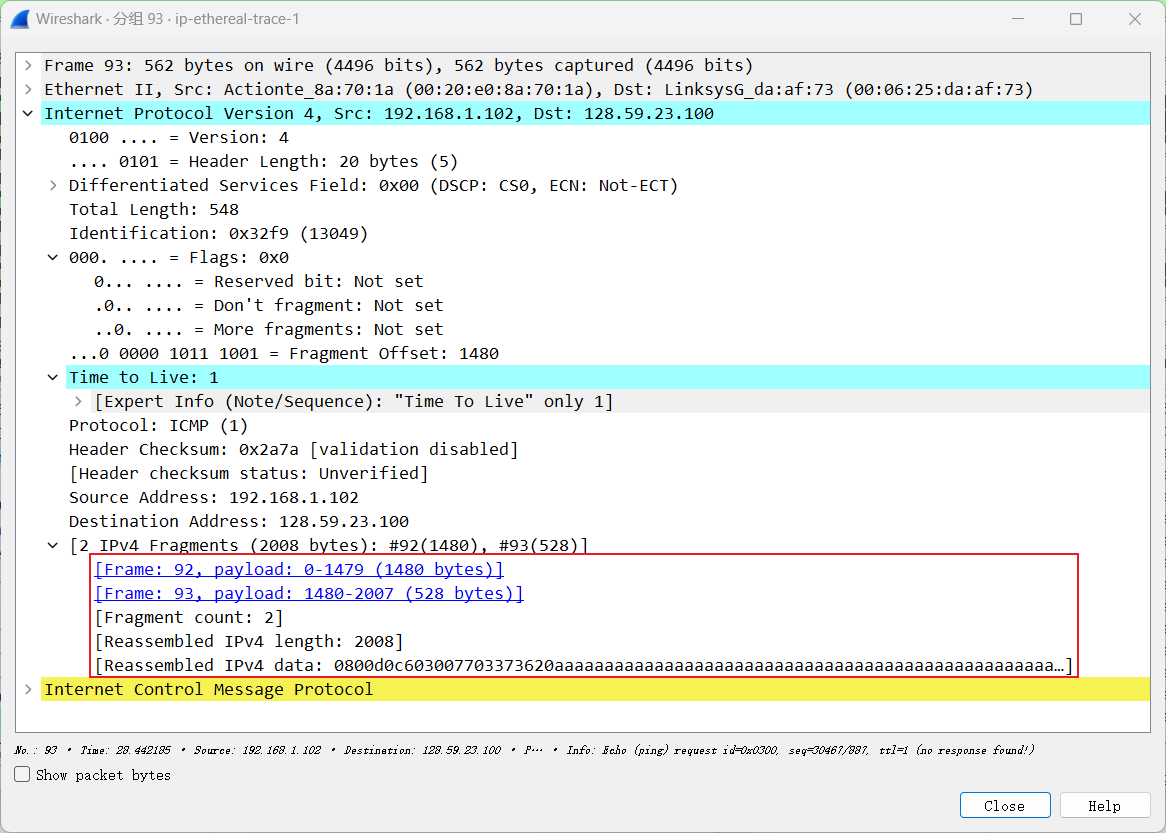 Wireshark · 分组 93 · ip-ethereal-trace-1
Frame 93: 562 bytes on wire (4496 bits), 562 bytes captured (4496 bits)
Ethernet II, Src: Actionte_8a:70:1a (00:20:e0:8a:70:1a), Dst: LinksysG_da:af:73 (00:06:25:da:af:73)
Internet Protocol Version 4, Src: 192.168.1.102, Dst: 128.59.23.100
0100 .... = Version: 4
.... 0101 = Header Length: 20 bytes (5)
Differentiated Services Field: 0x00 (DSCP: CS0, ECN: Not-ECT)
Total Length: 548
Identification: 0x32f9 (13049)
000. .... = Flags: 0x0
0... .... = Reserved bit: Not set
.0.. .... = Don't fragment: Not set
..0. .... = More fragments: Not set
...0 0000 1011 1001 = Fragment Offset: 1480
Time to Live: 1
[Expert Info (Note/Sequence): "Time To Live" only 1]
Protocol: ICMP (1)
Header Checksum: 0x2a7a [validation disabled]
[Header checksum status: Unverified]
Source Address: 192.168.1.102
Destination Address: 128.59.23.100
[2 IPv4 Fragments (2008 bytes): #92(1480), #93(528)]
[Frame: 92, payload: 0-1479 (1480 bytes)]
[Frame: 93, payload: 1480-2007 (528 bytes)]
[Fragment count: 2]
[Reassembled IPv4 length: 2008]
[Reassembled IPv4 data: 0800d0c603007703373620aaaaaaaaaaaaaaaaaaaaaaaaaaaaaaaaaaaaaaaaaaaaaaaaaa…]
Internet Control Message Protocol
No.: 93 · Time: 28.442185 · Source: 192.168.1.102 · Destination: 128.59.23.100 · P… · Info: Echo (ping) request id=0x0300, seq=30467/887, ttl=1 (no response found!)
Show packet bytes
Close
Help